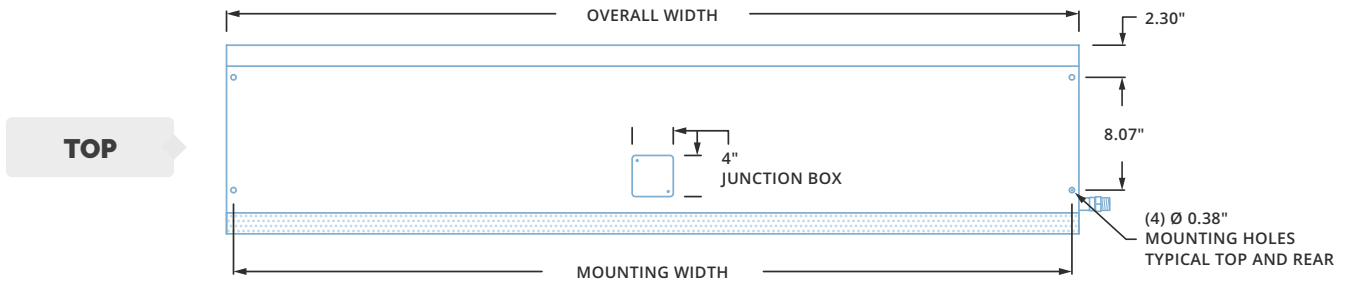 OVERALL WIDTH
2.30"
8.07"
TOP
4"
JUNCTION BOX
(4) Ø 0.38"
MOUNTING HOLES
TYPICAL TOP AND REAR
MOUNTING WIDTH